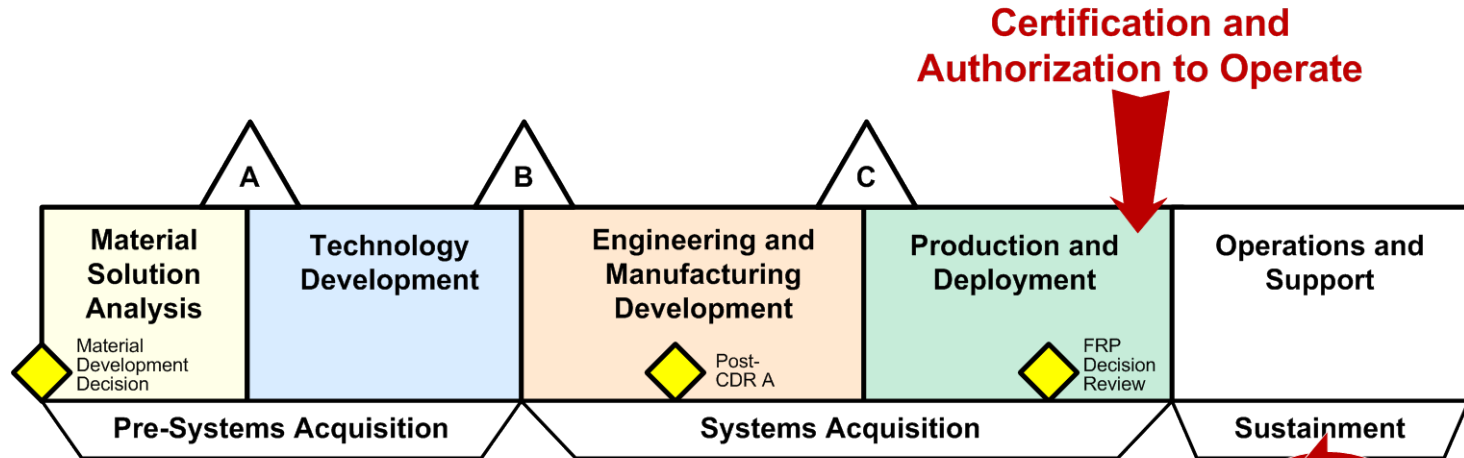 Certification and
Authorization to Operate
A
B
C
Material
Solution
Analysis
Technology
Development
Engineering and
Manufacturing
Development
Production and
Deployment
Operations and
Support
Material
Development
Decision
Post-
CDR A
FRP
Decision
Review
Pre-Systems Acquisition
Systems Acquisition
Sustainment